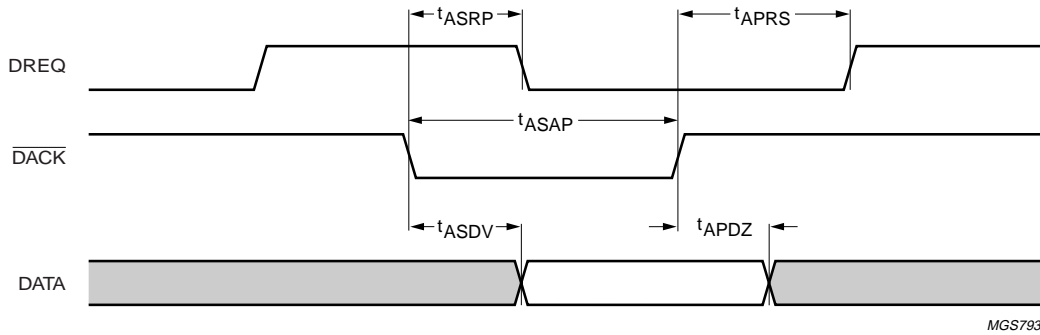 tASRP
tAPRS
DREQ
tASAP
DACK
tASDV
tAPDZ
DATA
MGS793